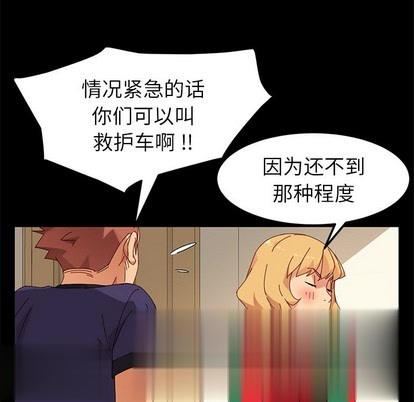 情况紧急的话
你们可以叫
救护车啊 !!
因为还不到
那种程度